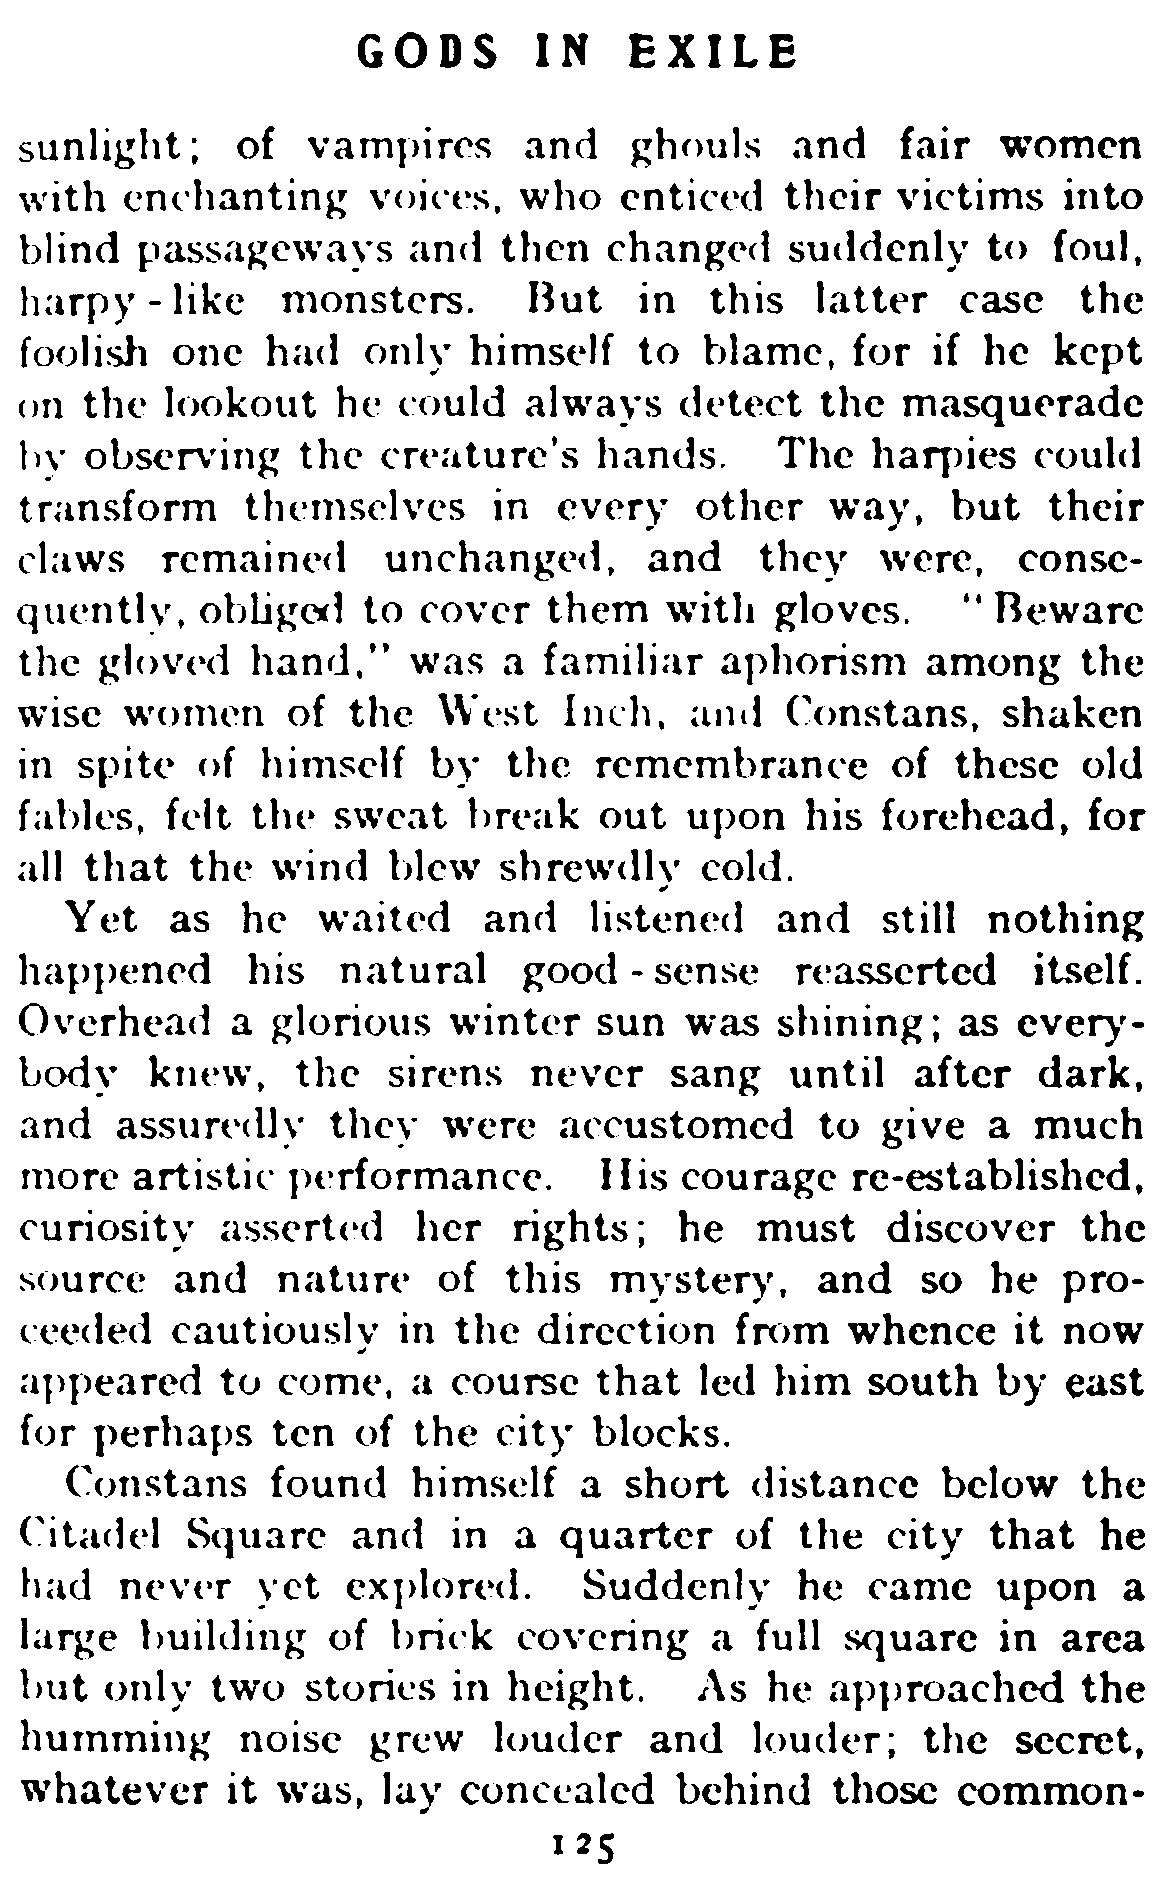 GODS IN EXILE
sunlight; of vampires and ghouls and fair women
with enchanting voices, who enticed their victims into
blind passageways and then changed suddenly to foul,
harpy-like monsters. But in this latter case the
foolish one had only himself to blame, for if he kept
on the lookout he could always detect the masquerade
by observing the creature's hands. The harpies could
transform themselves in every other way, but their
claws remained unchanged, and they were, conse-
quently, obliged to cover them with gloves. "Beware
the gloved hand," was a familiar aphorism among the
wise women of the West Inch, and Constans, shaken
in spite of himself by the remembrance of these old
fables, felt the sweat break out upon his forehead, for
all that the wind blew shrewdly cold.
Yet as he waited and listened and still nothing
happened his natural good-sense reasserted itself.
Overhead a glorious winter sun was shining; as every-
body knew, the sirens never sang until after dark,
and assuredly they were accustomed to give a much
more artistic performance. His courage re-established,
curiosity asserted her rights; he must discover the
source and nature of this mystery, and so he pro-
ceeded cautiously in the direction from whence it now
appeared to come, a course that led him south by east
for perhaps ten of the city blocks.
Constans found himself a short distance below the
Citadel Square and in a quarter of the city that he
had never yet explored. Suddenly he came upon a
large building of brick covering a full square in area
but only two stories in height. As he approached the
humming noise grew louder and louder; the secret,
whatever it was, lay concealed behind those common-
125